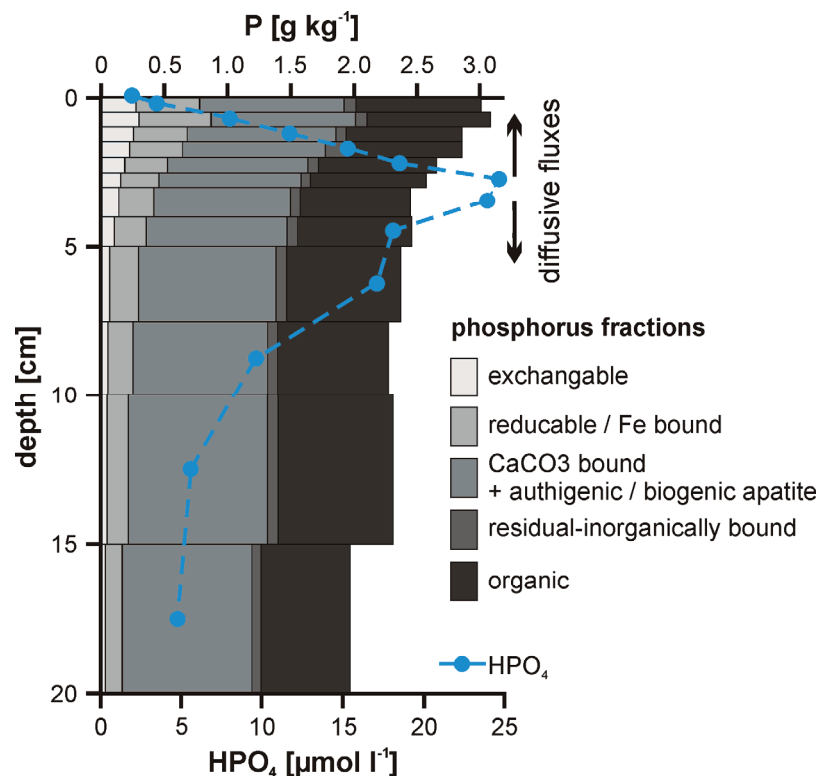 P [g kg⁻¹]
0 0.5 1.0 1.5 2.0 2.5 3.0
0
5
10
15
20
depth [cm]
diffusive fluxes
phosphorus fractions
exchangable
reducable / Fe bound
CaCO3 bound
+ authigenic / biogenic apatite
residual-inorganically bound
organic
HPO₄
0 5 10 15 20 25
HPO₄ [µmol l⁻¹]